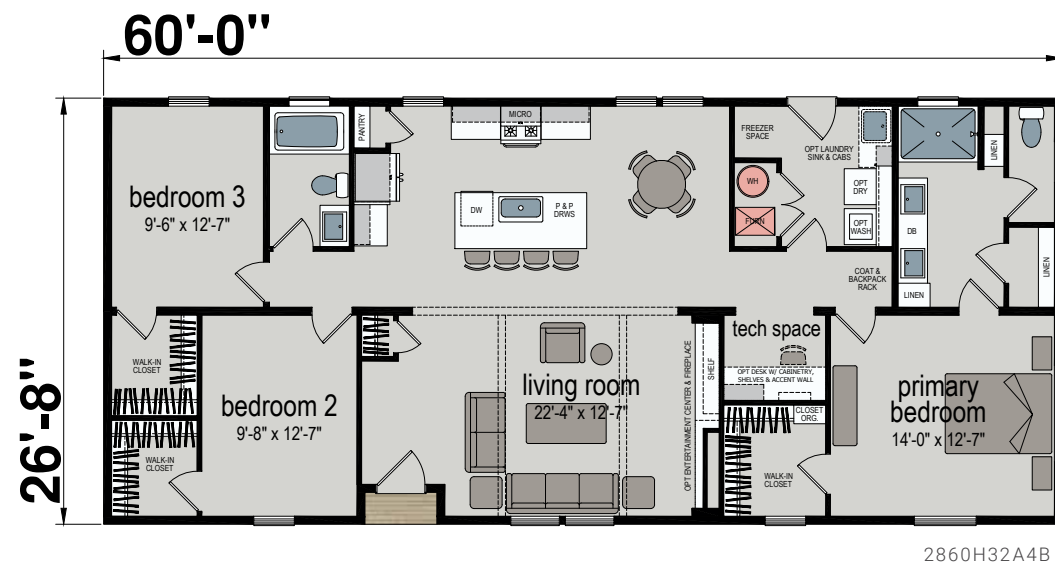 60'-0"
26'-8"
bedroom 3
9'-6" x 12'-7"
PANTRY
MICRO
DW
P & P
DRWS
FREEZER
SPACE
WH
FURN
OPT LAUNDRY
SINK & CABS
OPT
DRY
OPT
WASH
COAT &
BACKPACK
RACK
DB
LINEN
LINEN
LINEN
WALK-IN
CLOSET
WALK-IN
CLOSET
bedroom 2
9'-8" x 12'-7"
living room
22'-4" x 12'-7"
OPT ENTERTAINMENT CENTER & FIREPLACE
SHELF
tech space
OPT DESK W/ CABINETRY,
SHELVES & ACCENT WALL
CLOSET
ORG.
WALK-IN
CLOSET
primary
bedroom
14'-0" x 12'-7"
2860H32A4B